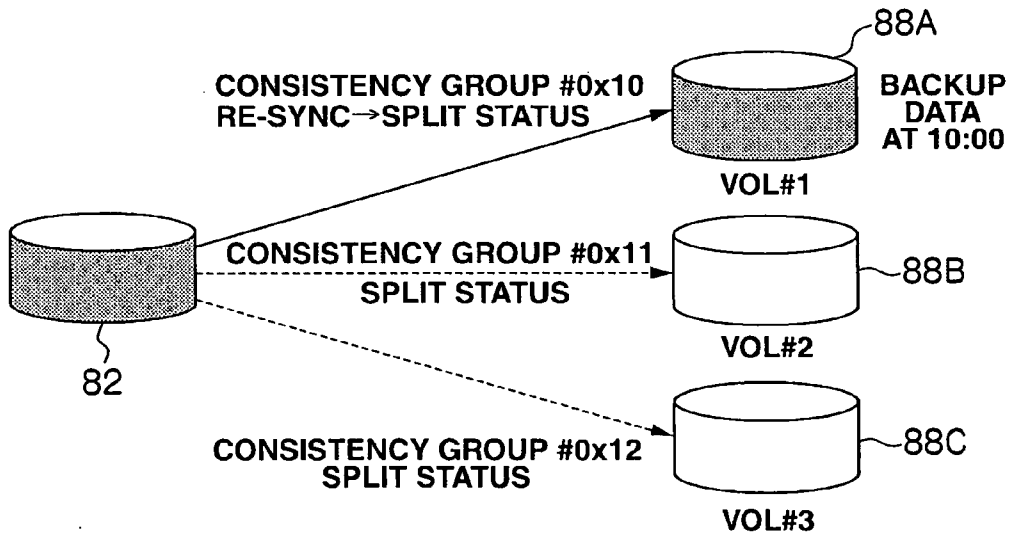 88A
CONSISTENCY GROUP #0x10
RE-SYNC→SPLIT STATUS
BACKUP
DATA
AT 10:00
VOL#1
CONSISTENCY GROUP #0x11
SPLIT STATUS
88B
VOL#2
82
CONSISTENCY GROUP #0x12
SPLIT STATUS
88C
VOL#3